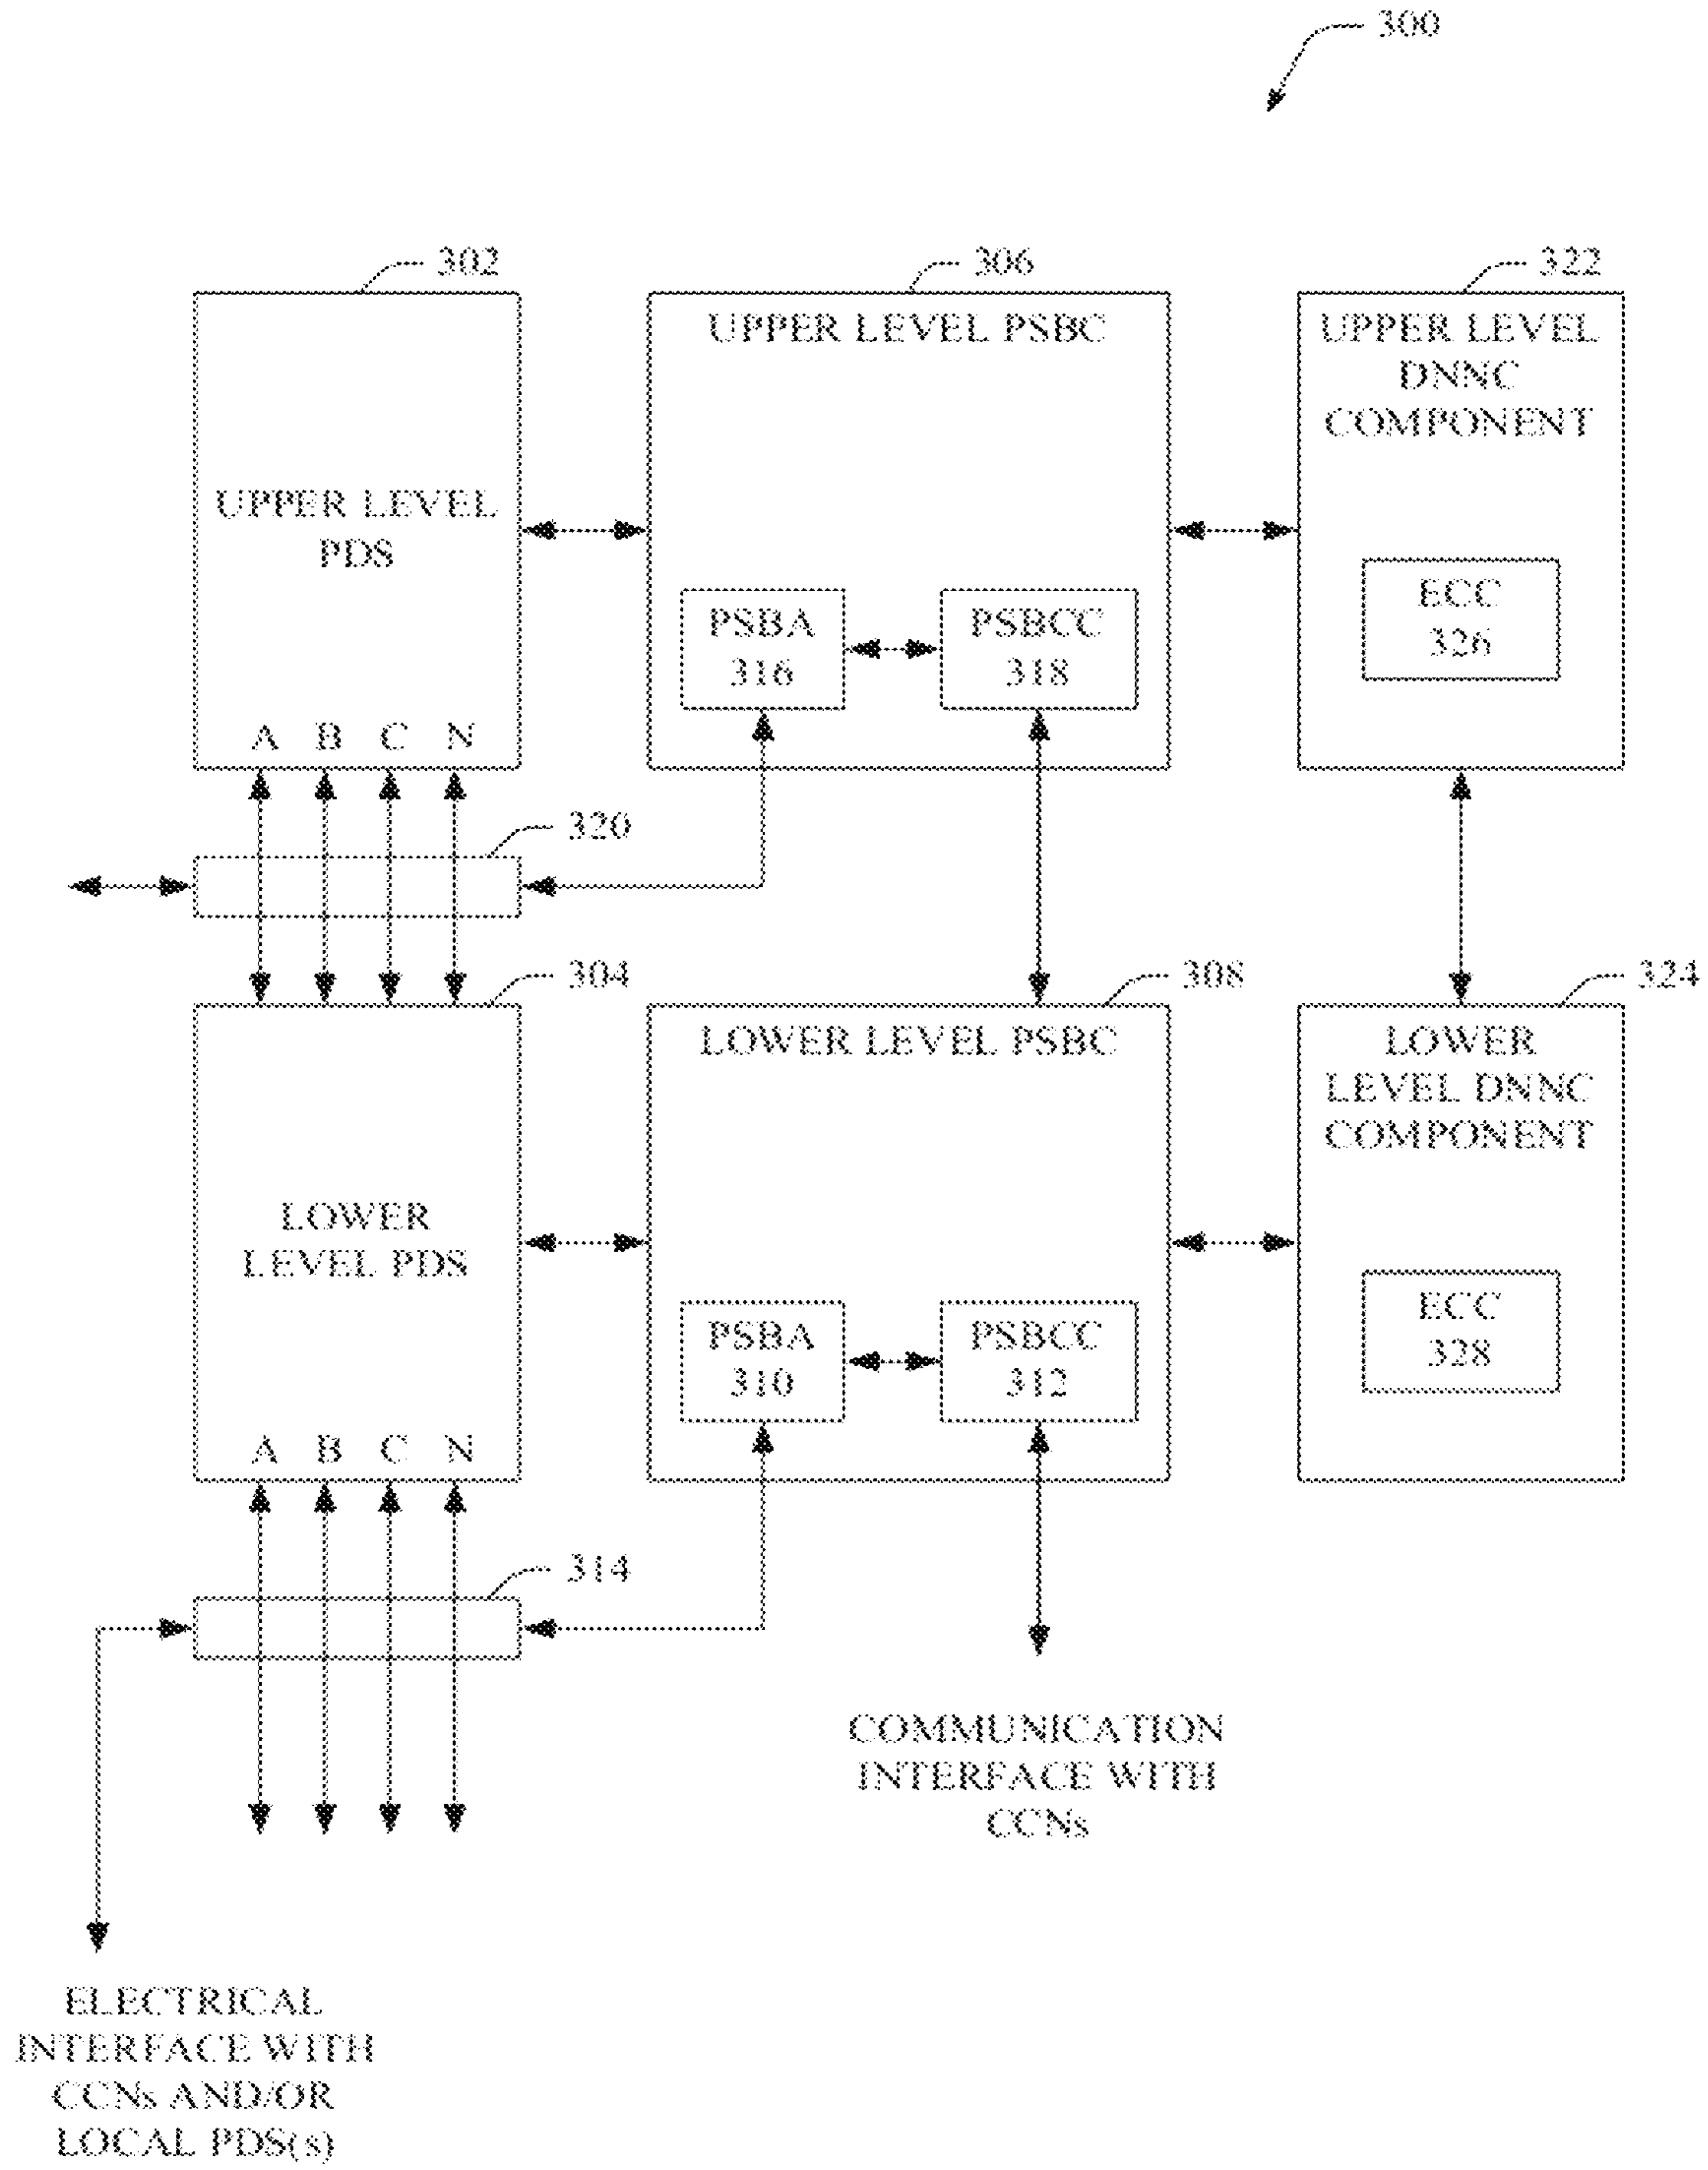 300
302
306
322
UPPER LEVEL
PDS
UPPER LEVEL PSBC
UPPER LEVEL
DNNC
COMPONENT
PSBA
316
PSBCC
318
ECC
326
A B C N
320
304
308
324
LOWER
LEVEL PDS
LOWER LEVEL PSBC
LOWER
LEVEL DNNC
COMPONENT
PSBA
310
PSBCC
312
ECC
328
A B C N
314
COMMUNICATION
INTERFACE WITH
CCNs
ELECTRICAL
INTERFACE WITH
CCNs AND/OR
LOCAL PDS(s)